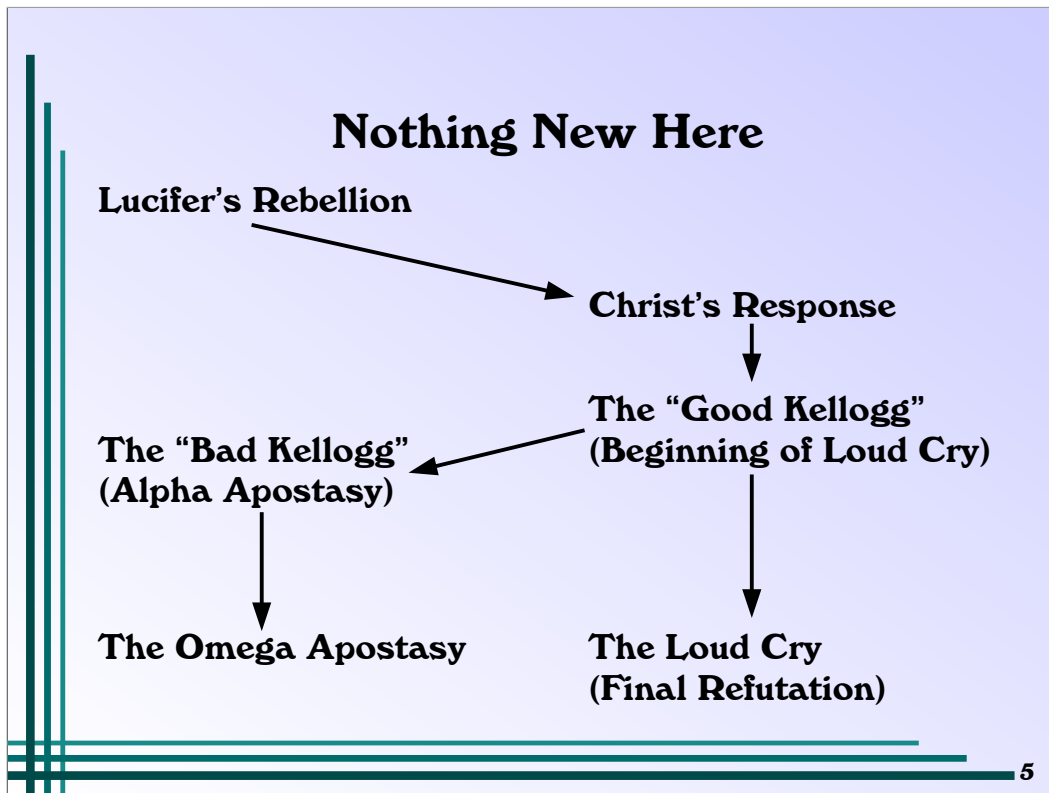 Nothing New Here
Lucifer’s Rebellion
Christ’s Response
The “Good Kellogg”
(Beginning of Loud Cry)
The “Bad Kellogg”
(Alpha Apostasy)
The Omega Apostasy
The Loud Cry
(Final Refutation)
5